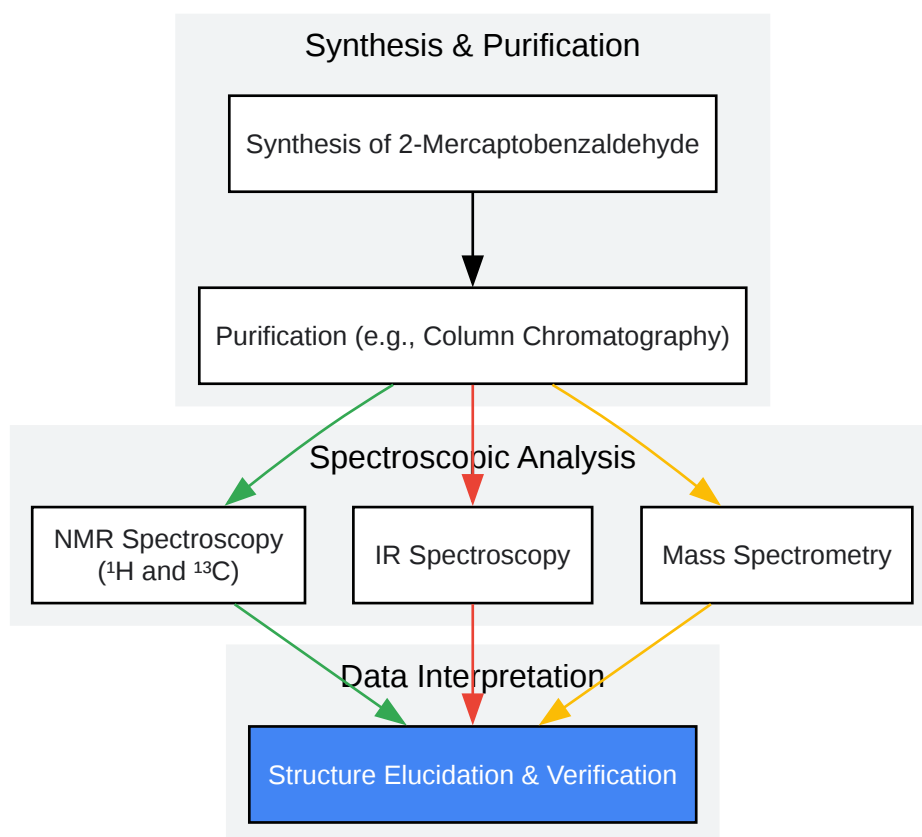 Synthesis & Purification
Synthesis of 2-Mercaptobenzaldehyde
Purification (e.g., Column Chromatography)
Spectroscopic Analysis
NMR Spectroscopy
(¹H and ¹³C)
IR Spectroscopy
Mass Spectrometry
Data Interpretation
Structure Elucidation & Verification